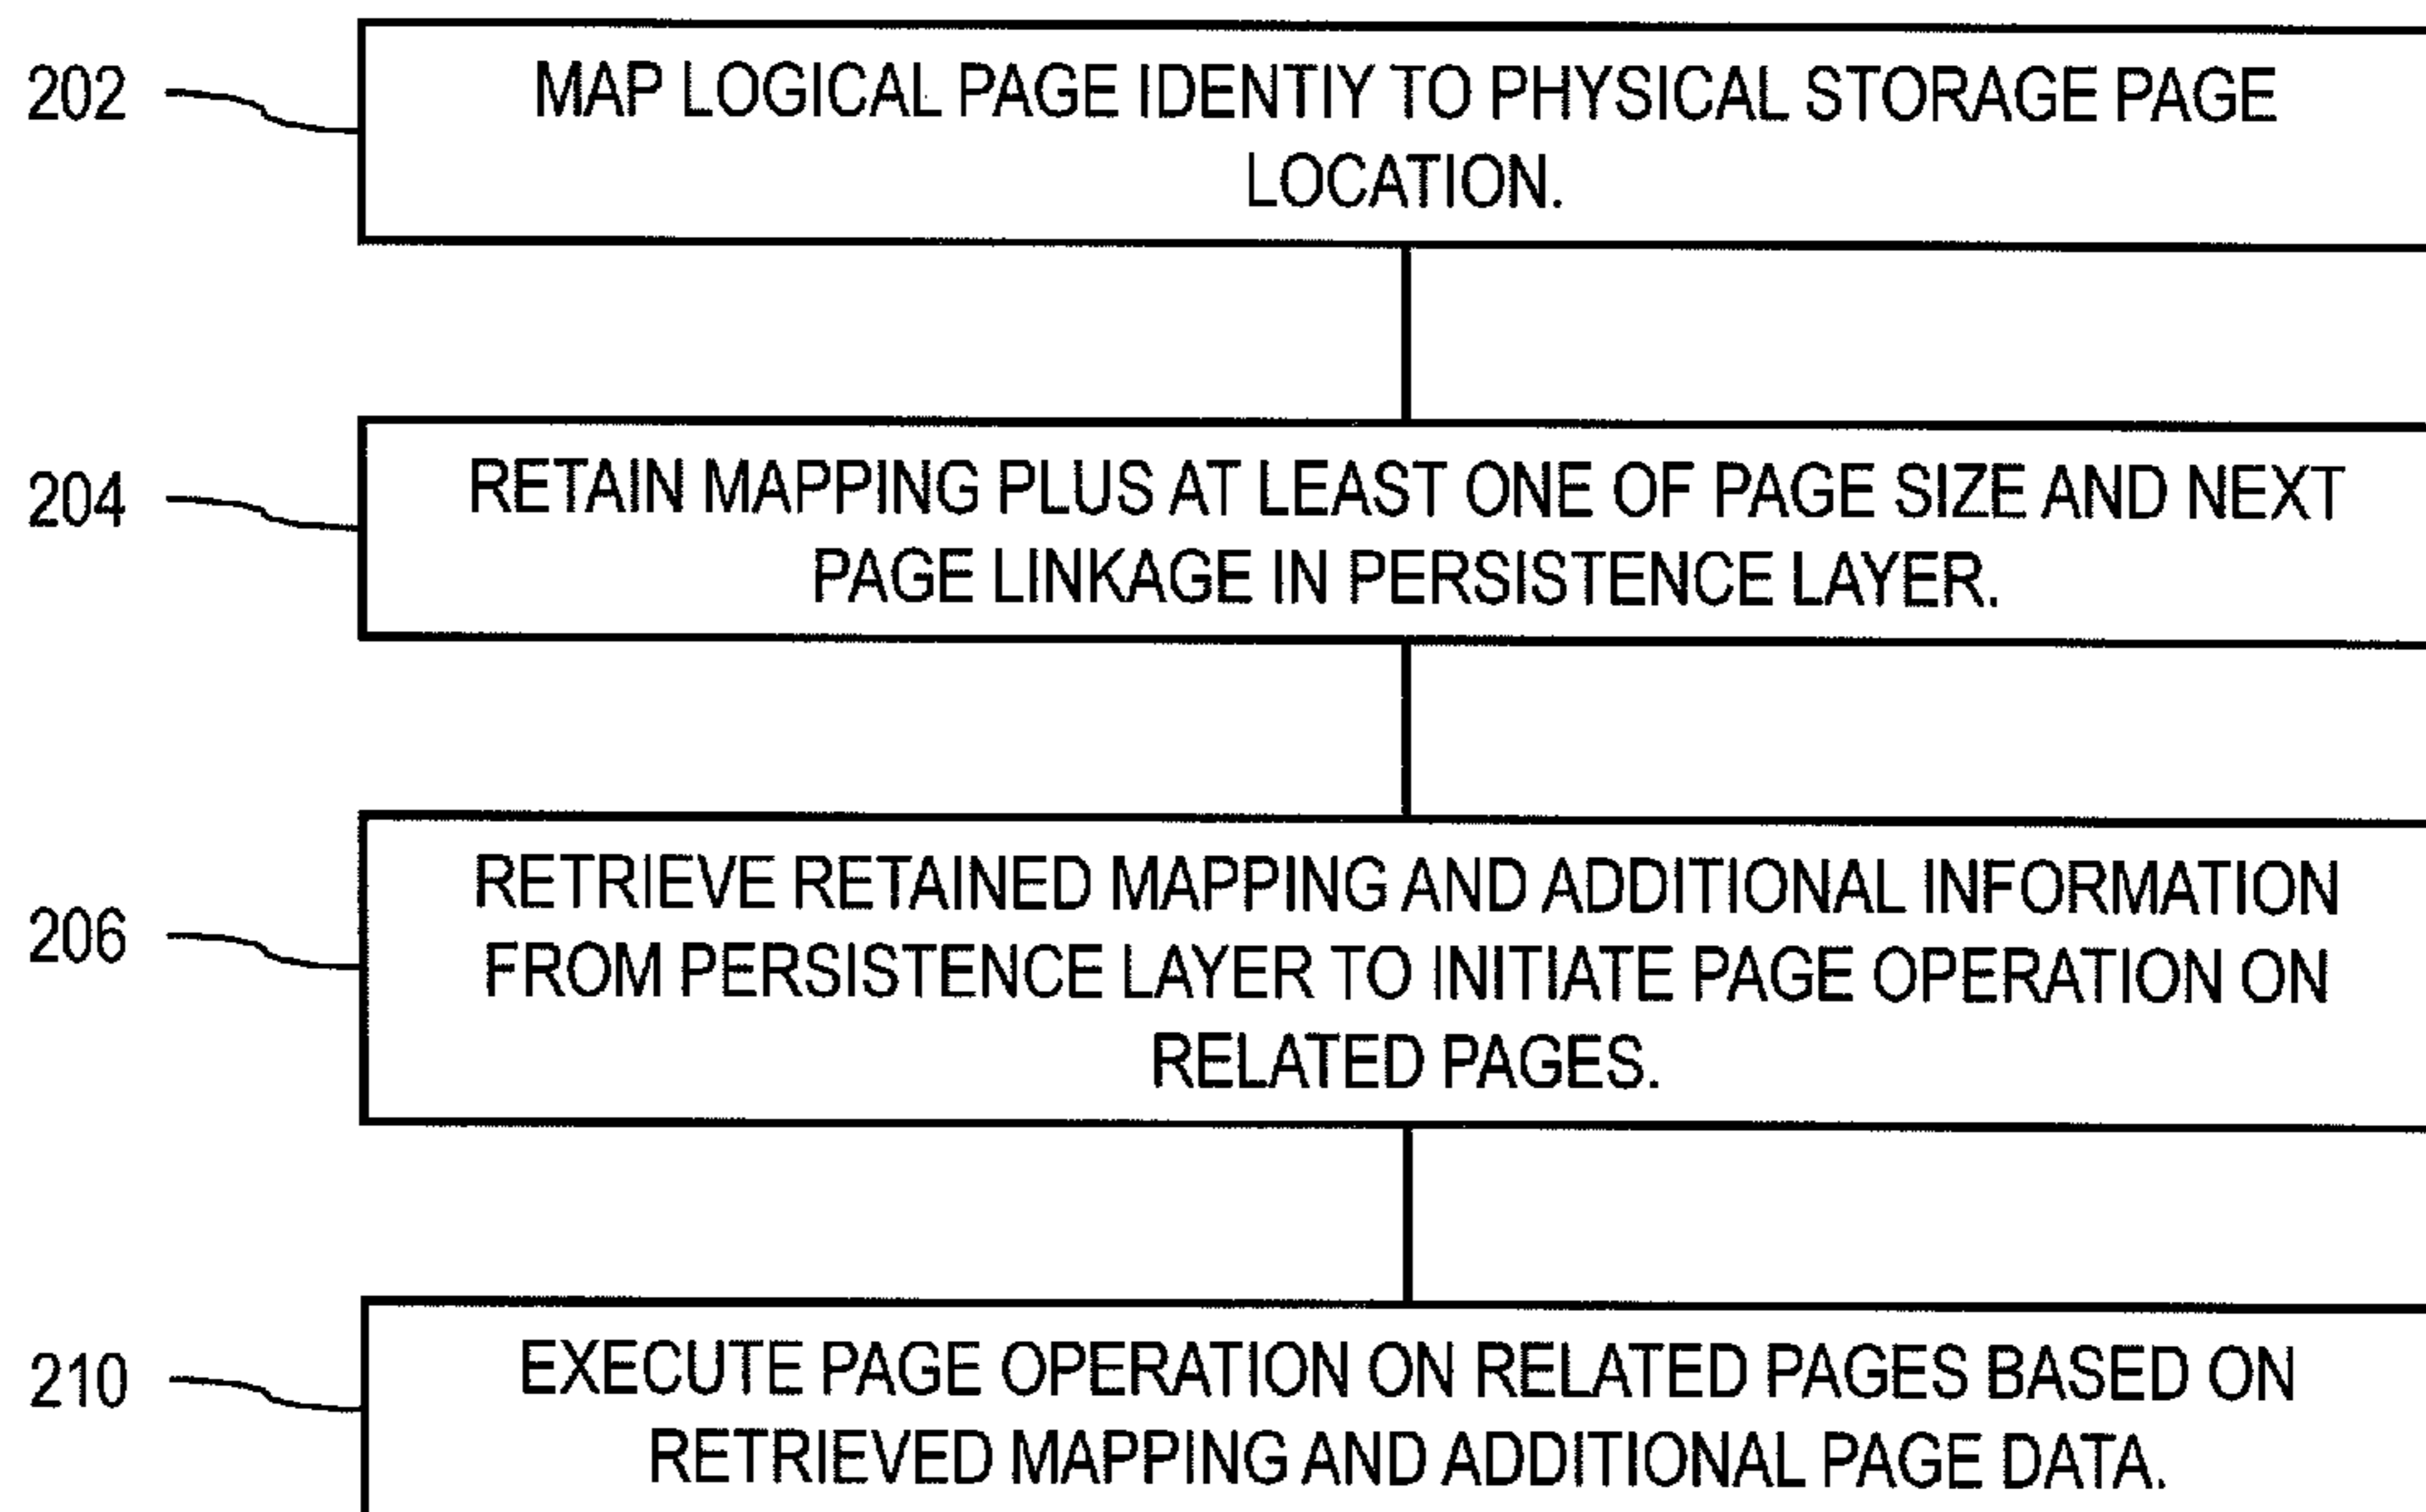 202
MAP LOGICAL PAGE IDENTIY TO PHYSICAL STORAGE PAGE
LOCATION.
204
RETAIN MAPPING PLUS AT LEAST ONE OF PAGE SIZE AND NEXT
PAGE LINKAGE IN PERSISTENCE LAYER.
206
RETRIEVE RETAINED MAPPING AND ADDITIONAL INFORMATION
FROM PERSISTENCE LAYER TO INITIATE PAGE OPERATION ON
RELATED PAGES.
210
EXECUTE PAGE OPERATION ON RELATED PAGES BASED ON
RETRIEVED MAPPING AND ADDITIONAL PAGE DATA.